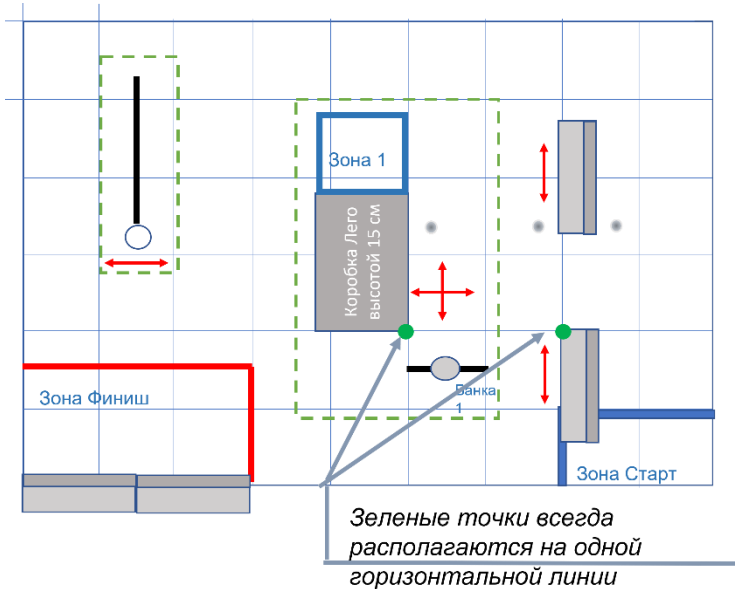 Зона 1
Коробка Лего
высотой 15 см
Зона Финиш
Банка
1
Зона Старт
Зеленые точки всегда
располагаются на одной
горизонтальной линии